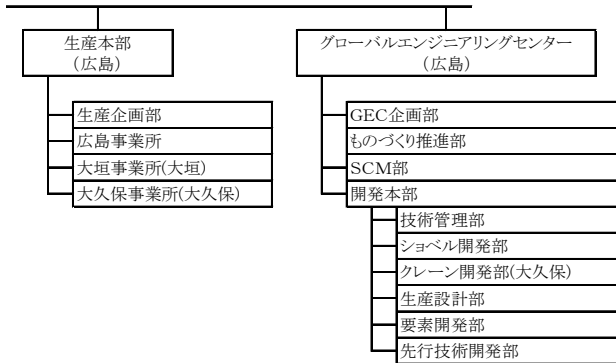 生産本部
(広島)
生産企画部
広島事業所
大垣事業所(大垣)
大久保事業所(大久保)
グローバルエンジニアリングセンター
(広島)
GEC企画部
ものづくり推進部
SCM部
開発本部
技術管理部
ショベル開発部
クレーン開発部(大久保)
生産設計部
要素開発部
先行技術開発部